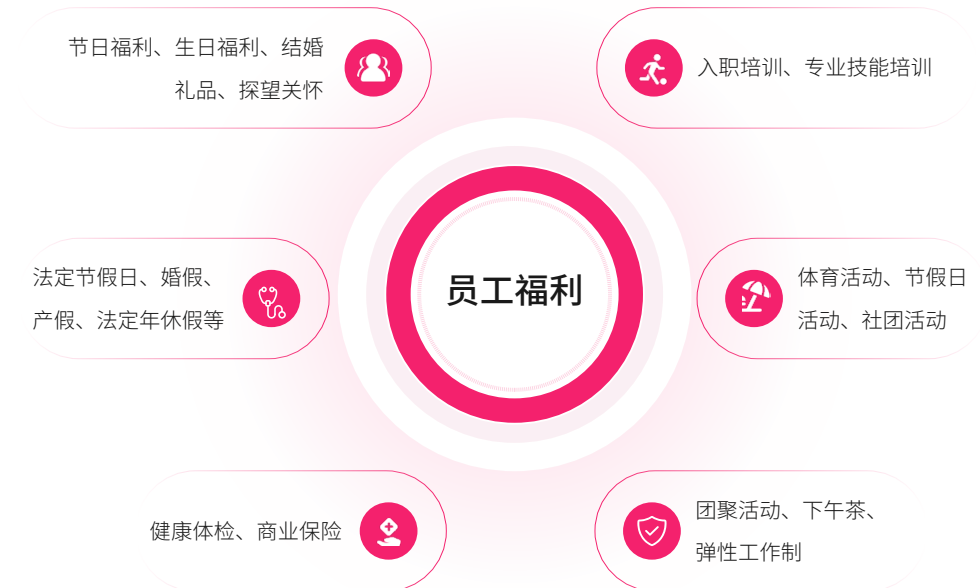 节日福利、生日福利、结婚
礼品、探望关怀
入职培训、专业技能培训
法定节假日、婚假、
产假、法定年休假等
员工福利
体育活动、节假日
活动、社团活动
健康体检、商业保险
团聚活动、下午茶、
弹性工作制